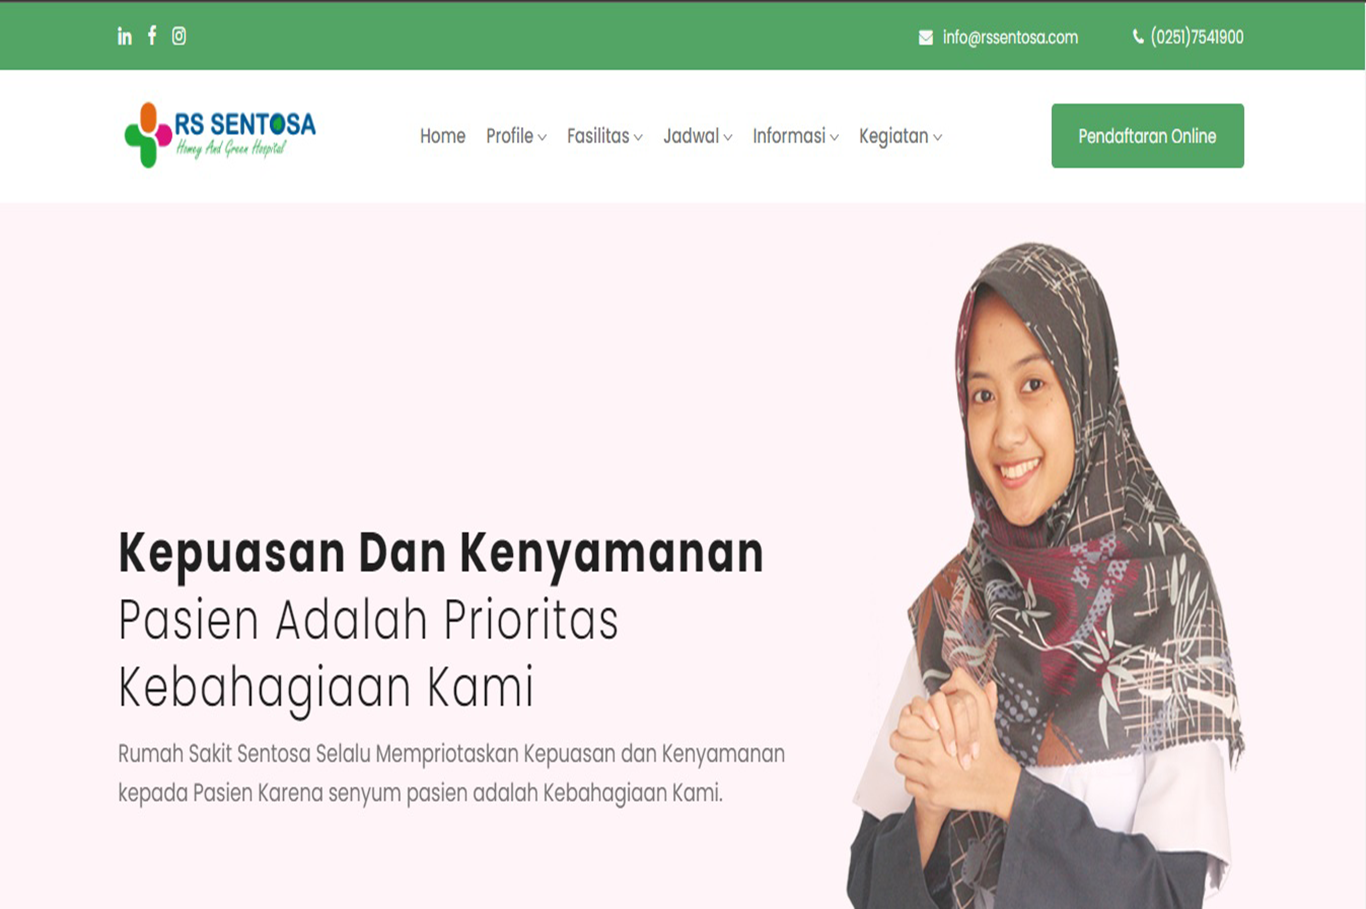 info@rssentosa.com (0251)7541900
RS SENTOSA
Homey And Green Hospital
Home Profile Fasilitas Jadwal Informasi Kegiatan Pendaftaran Online
Kepuasan Dan Kenyamanan
Pasien Adalah Prioritas
Kebahagiaan Kami
Rumah Sakit Sentosa Selalu Mempriotaskan Kepuasan dan Kenyamanan
kepada Pasien Karena senyum pasien adalah Kebahagiaan Kami.